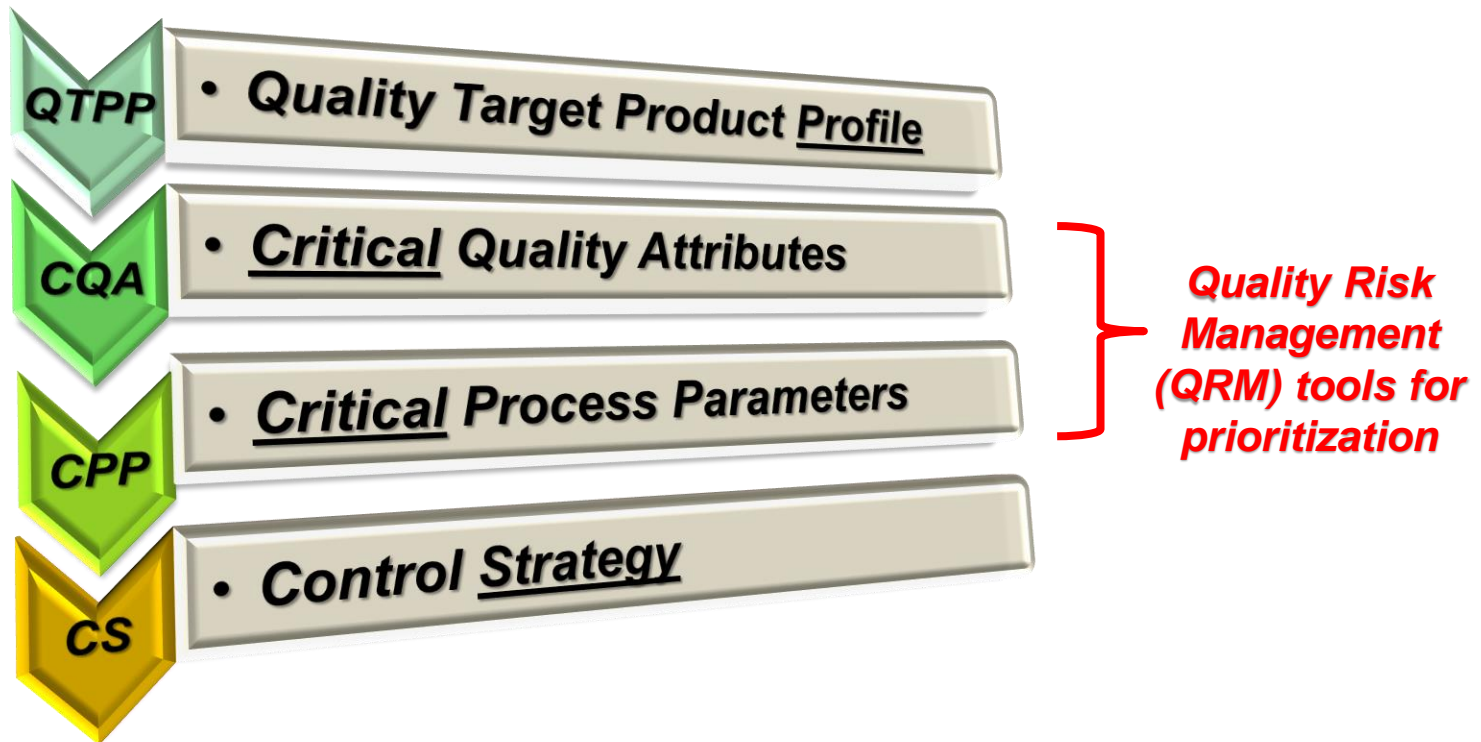 QTPP
• Quality Target Product Profile
CQA
• Critical Quality Attributes
CPP
• Critical Process Parameters
CS
• Control Strategy
Quality Risk
Management
(QRM) tools for
prioritization